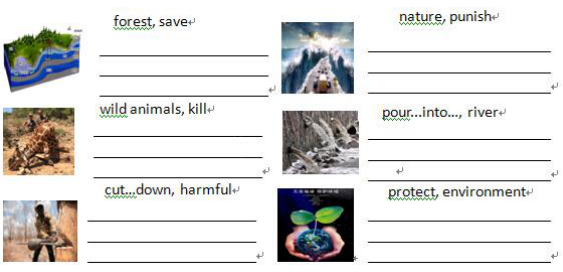 forest, save
nature, punish
wild animals, kill
pour...into..., river
cut...down, harmful
protect, environment